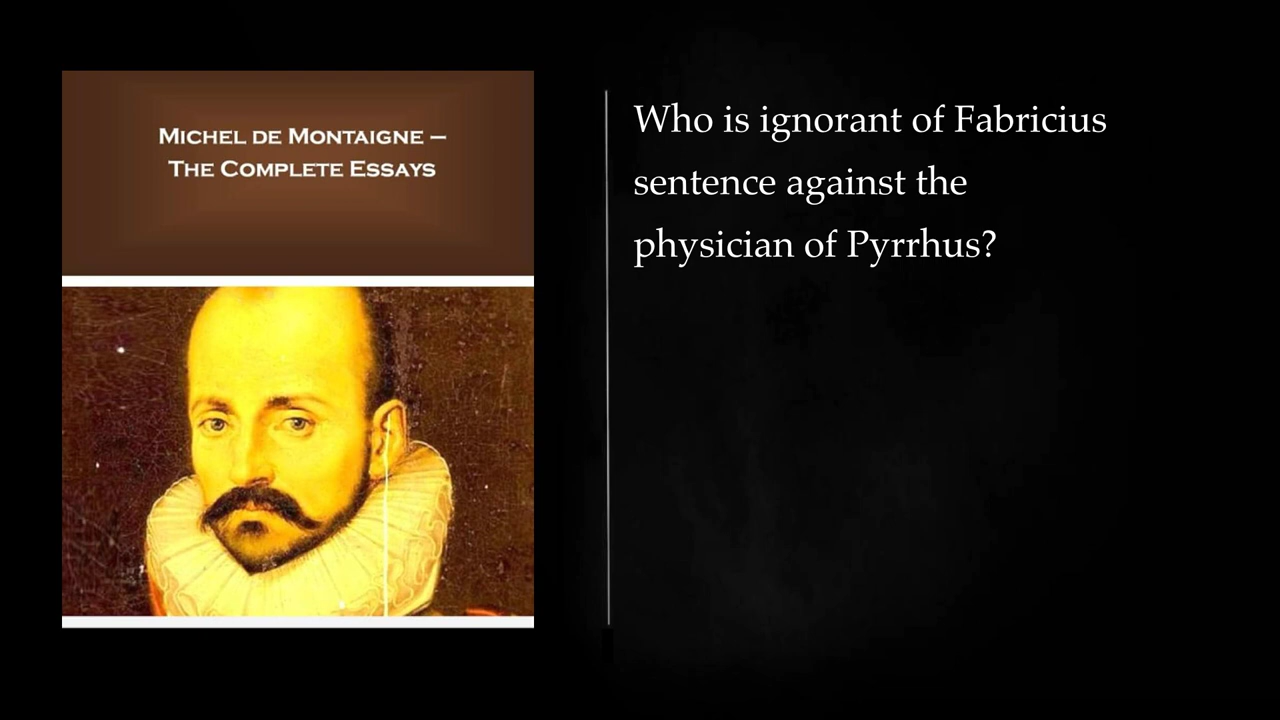 MICHEL DE MONTAIGNE –
THE COMPLETE ESSAYS
Who is ignorant of Fabricius
sentence against the
physician of Pyrrhus?